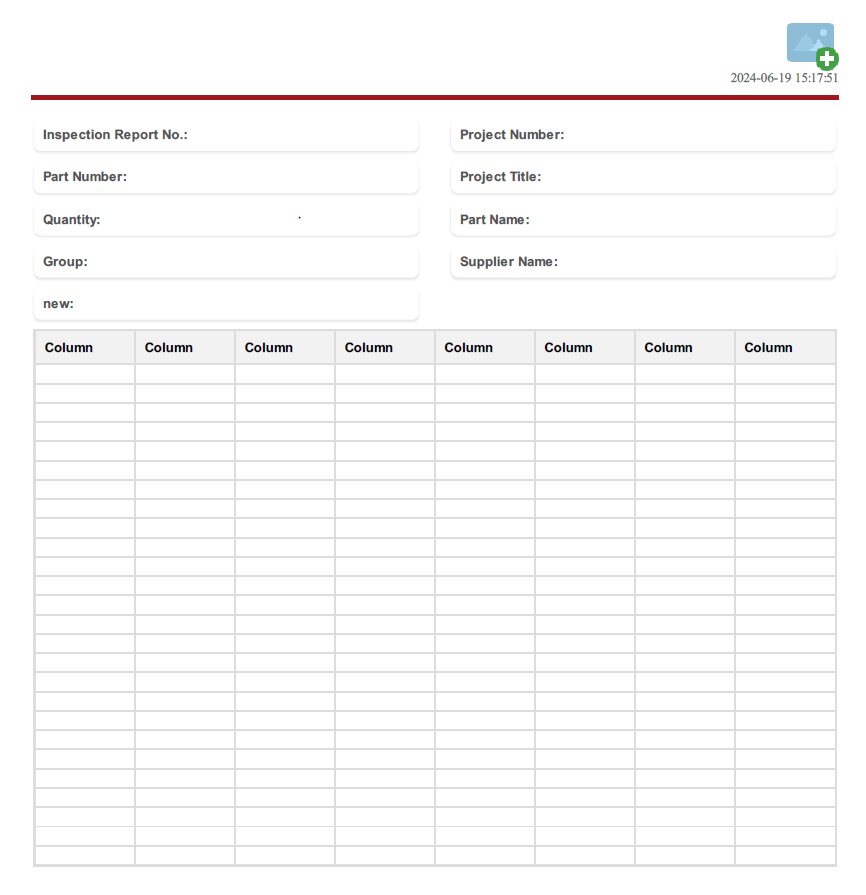 2024-06-19 15:17:51
Inspection Report No.: Project Number:
Part Number: Project Title:
Quantity: . Part Name:
Group: Supplier Name:
new:
Column Column Column Column Column Column Column Column